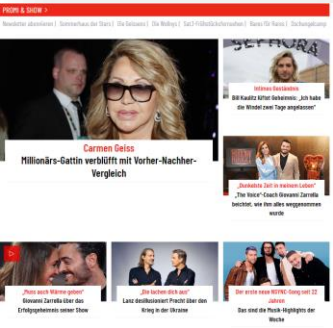 PROMI & SHOW >
Newsletter abonnieren | Sommerhaus der Stars | Die Geissens | Die Wollnys | Sat.1-Frühstücksfernsehen | Bares für Rares | Dschungelcamp
SEPHORA
Carmen Geiss
Millionärs-Gattin verblüfft mit Vorher-Nachher-
Vergleich
Intimes Geständnis
Bill Kaulitz lüftet Geheimnis: „Ich habe
die Windel zwei Tage angelassen"
„Dunkelste Zeit in meinem Leben"
„The Voice"-Coach Giovanni Zarrella
beichtet, wie ihm alles weggenommen
wurde
„Muss auch Wärme geben"
Giovanni Zarrella über das
Erfolgsgeheimnis seiner Show
„Die lachen dich aus"
Lanz desillusioniert Precht über den
Krieg in der Ukraine
Der erste neue NSYNC-Song seit 22
Jahren
Das sind die Musik-Highlights der
Woche